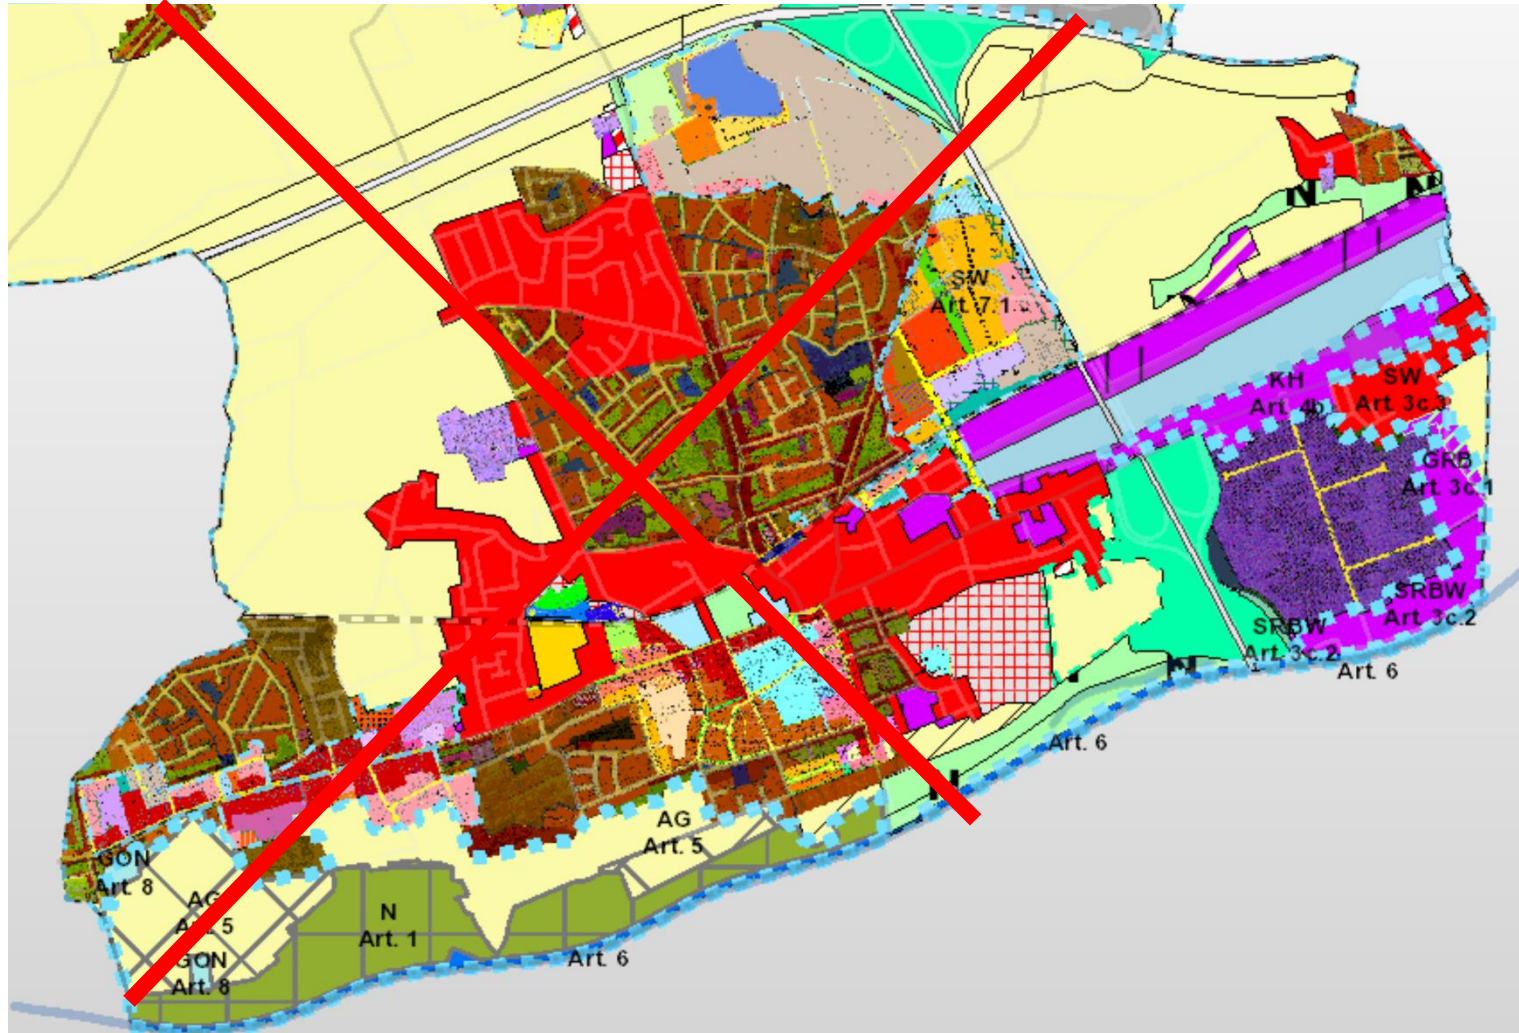 SW
Art. 7.1
KH
Art. 4b
SW
Art. 3c.3
GRB
Art. 3c.1
SRBW
Art. 3c.2
SRBW
Art. 3c.2
Art. 6
Art. 6
AG
Art. 5
GON
Art. 8
AG
Art. 5
N
Art. 1
GON
Art. 8
Art. 6
N